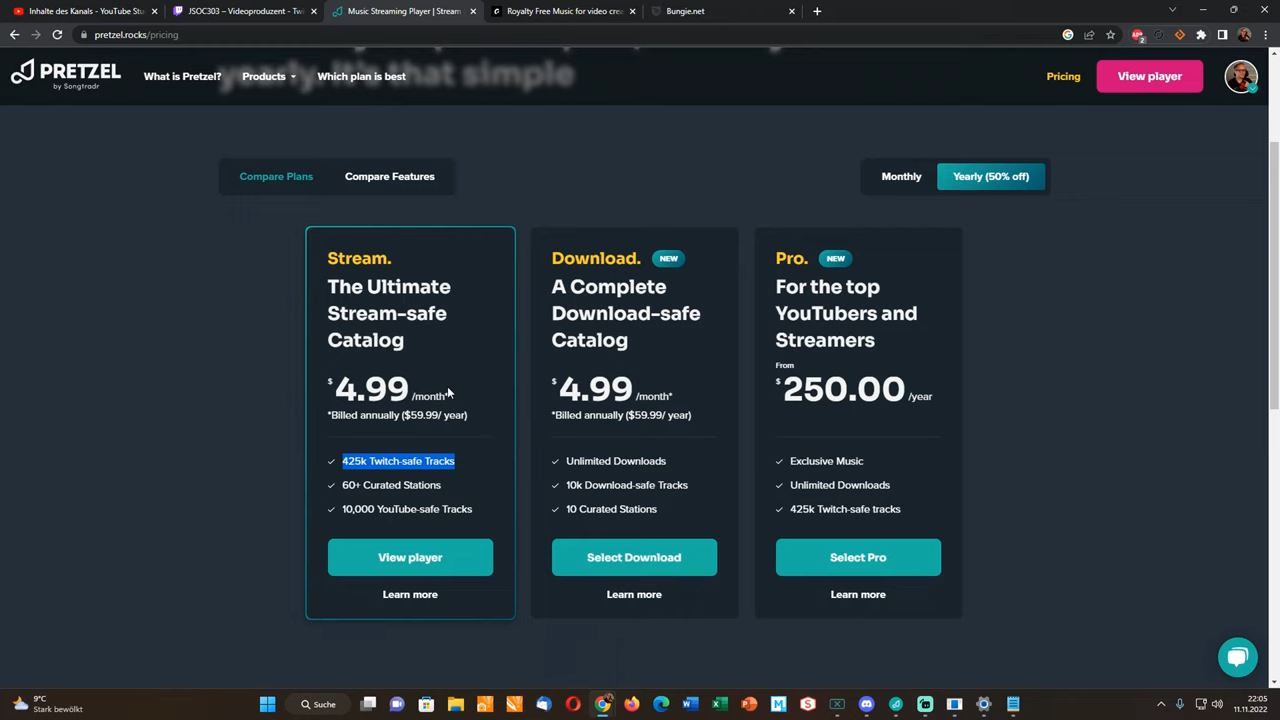 Inhalte des Kanals - YouTube Stu
JSOC303 – Videoproduzent - Twi
Music Streaming Player | Stream
Royalty Free Music for video cre
Bungie.net
pretzel.rocks/pricing
2
yearly. It's that simple
PRETZEL
by Songtradr
What is Pretzel?
Products
Which plan is best
Pricing
View player
Compare Plans
Compare Features
Monthly
Yearly (50% off)
Stream.
The Ultimate
Stream-safe
Catalog
$4.99 /month*
*Billed annually ($59.99/ year)
425k Twitch-safe Tracks
60+ Curated Stations
10,000 YouTube-safe Tracks
View player
Learn more
Download. NEW
A Complete
Download-safe
Catalog
$4.99 /month*
*Billed annually ($59.99/ year)
Unlimited Downloads
10k Download-safe Tracks
10 Curated Stations
Select Download
Learn more
Pro. NEW
For the top
YouTubers and
Streamers
From
$250.00 /year
Exclusive Music
Unlimited Downloads
425k Twitch-safe tracks
Select Pro
Learn more
9°C
Stark bewölkt
Suche
22:05
11.11.2022